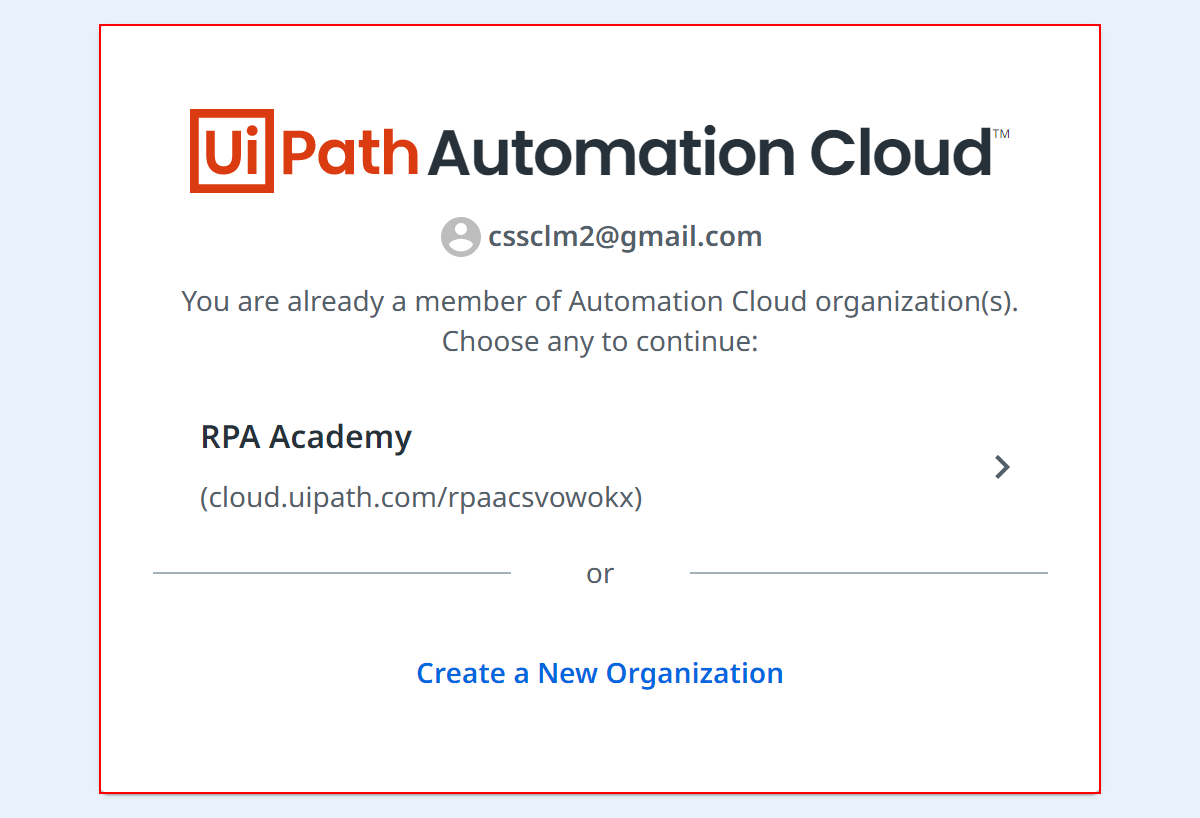 UiPath Automation Cloud™
cssclm2@gmail.com
You are already a member of Automation Cloud organization(s).
Choose any to continue:
RPA Academy
(cloud.uipath.com/rpaacsvowokx)
or
Create a New Organization